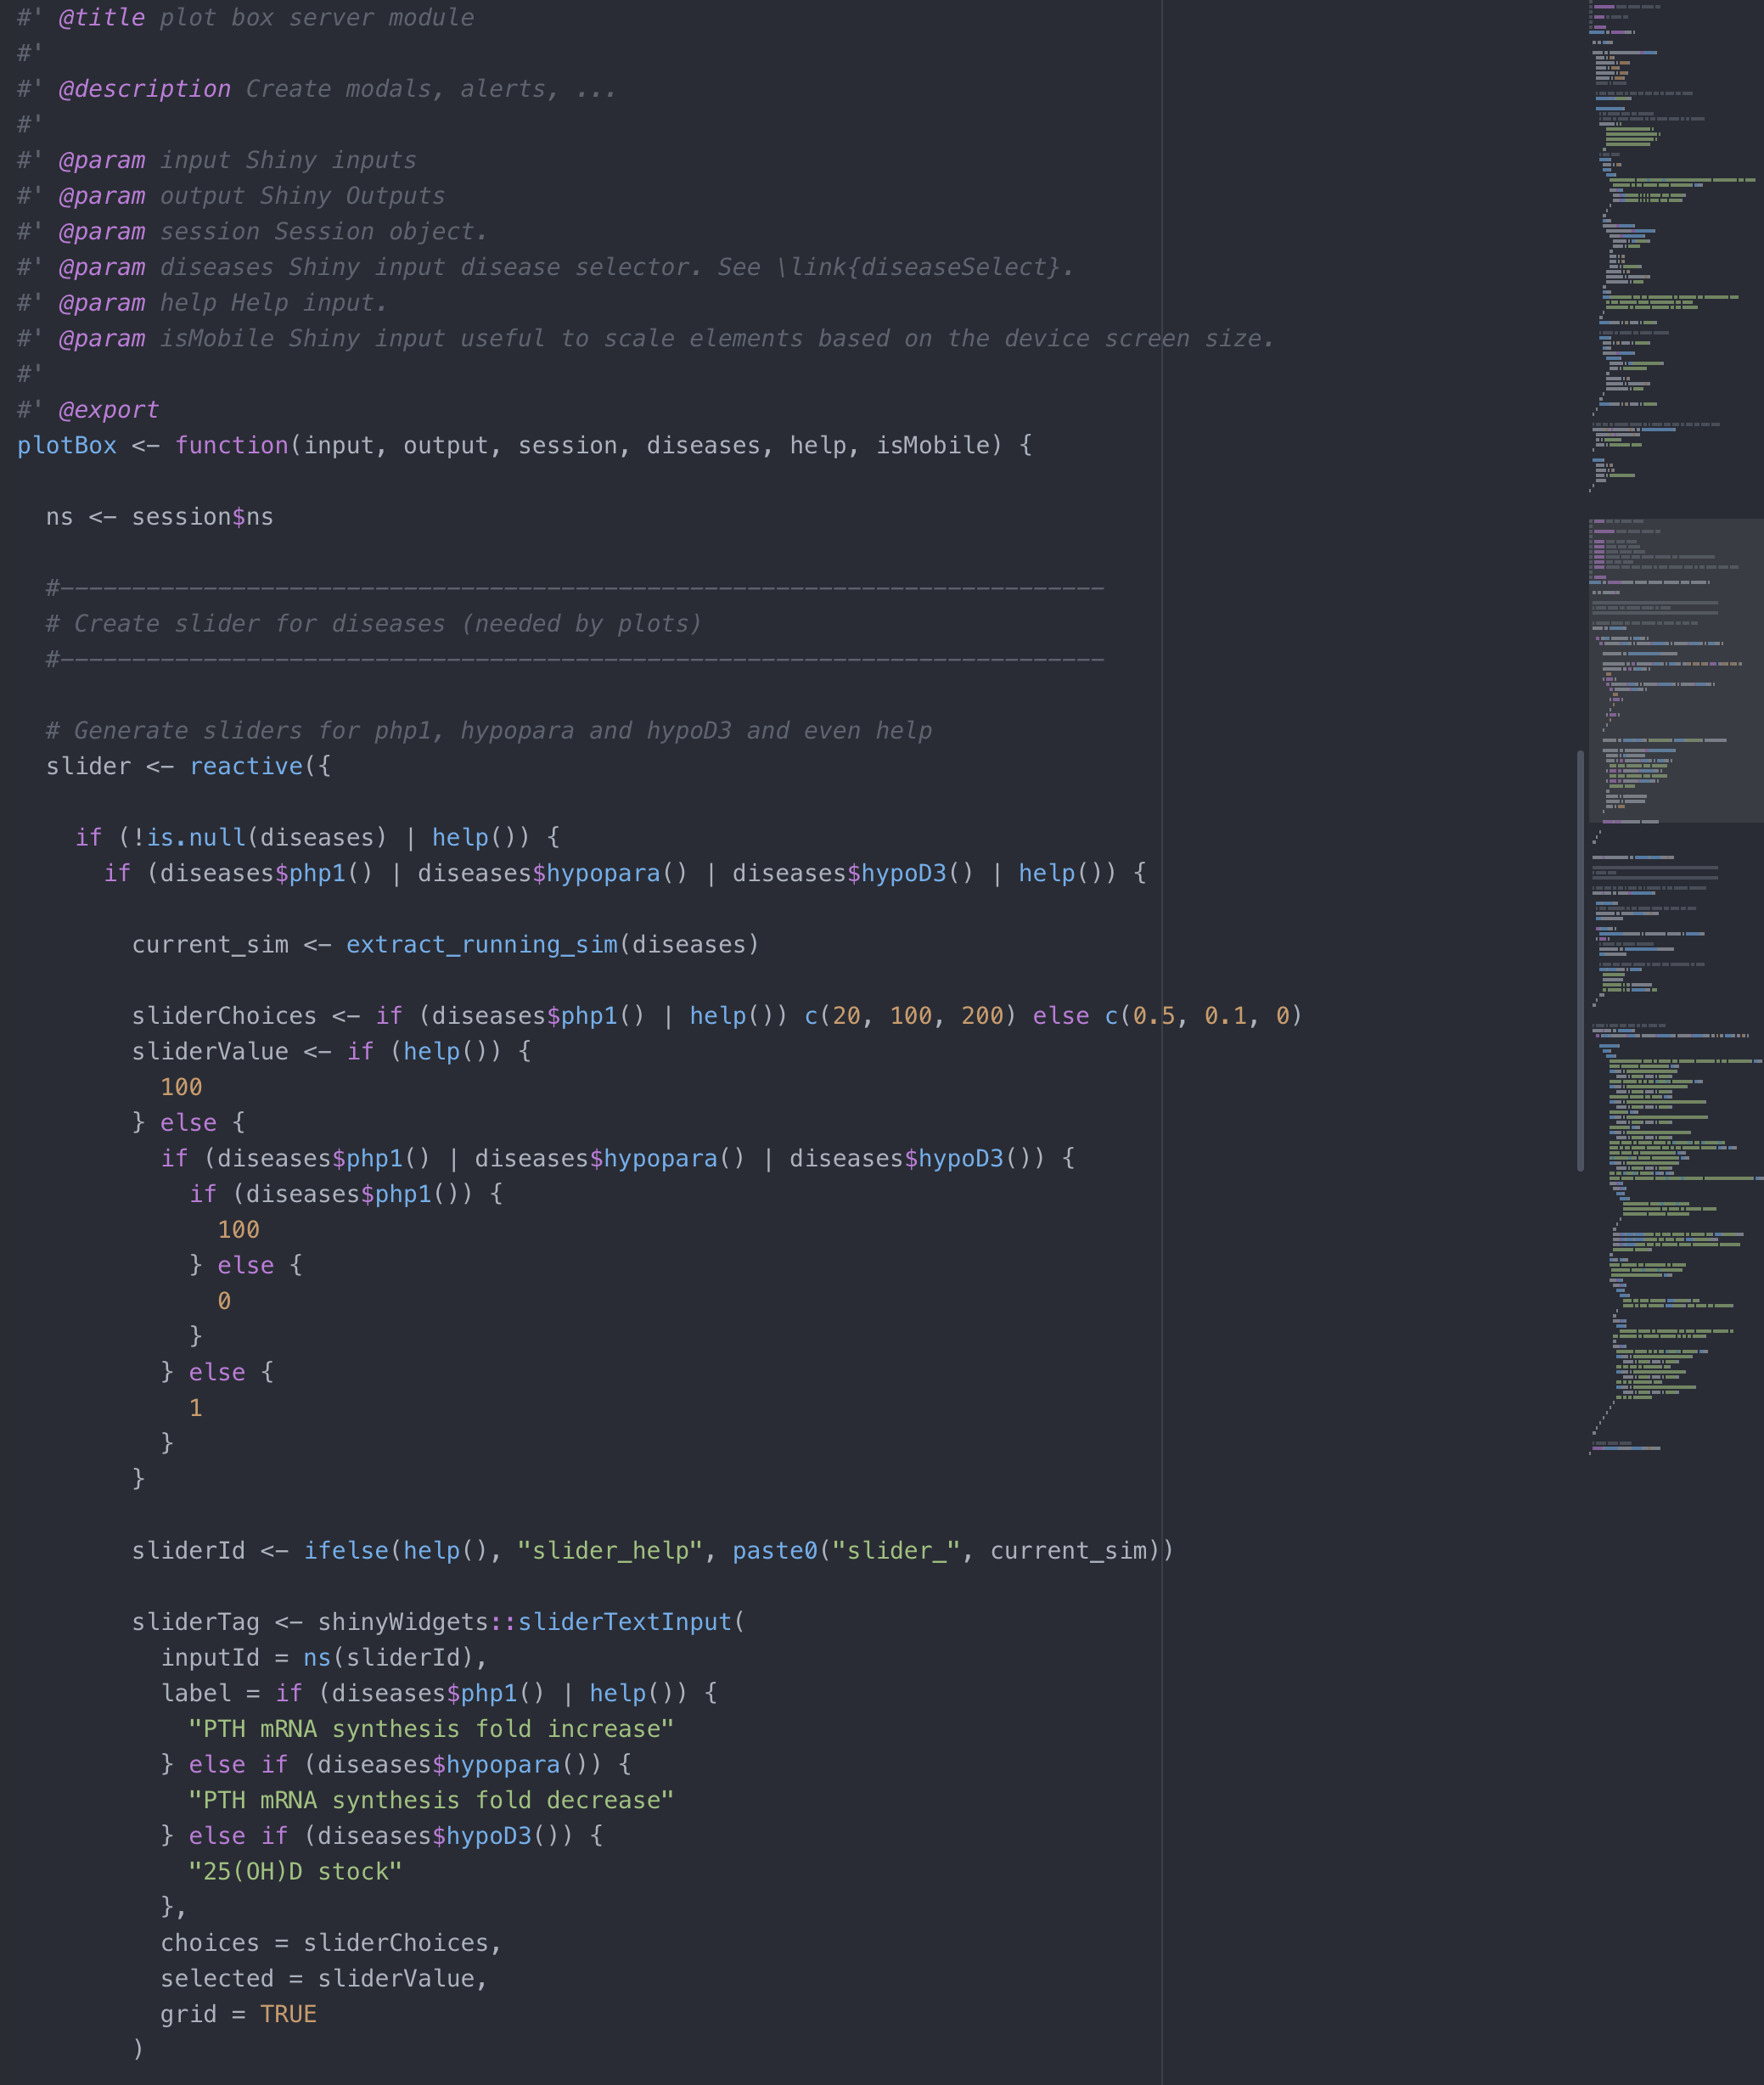 #' @title plot box server module
#'
#' @description Create modals, alerts, ...
#'
#' @param input Shiny inputs
#' @param output Shiny Outputs
#' @param session Session object.
#' @param diseases Shiny input disease selector. See \link{diseaseSelect}.
#' @param help Help input.
#' @param isMobile Shiny input useful to scale elements based on the device screen size.
#'
#' @export
plotBox <- function(input, output, session, diseases, help, isMobile) {

  ns <- session$ns

  #-------------------------------------------------------------------------
  # Create slider for diseases (needed by plots)
  #-------------------------------------------------------------------------

  # Generate sliders for php1, hypopara and hypoD3 and even help
  slider <- reactive({

    if (!is.null(diseases) | help()) {
      if (diseases$php1() | diseases$hypopara() | diseases$hypoD3() | help()) {

        current_sim <- extract_running_sim(diseases)

        sliderChoices <- if (diseases$php1() | help()) c(20, 100, 200) else c(0.5, 0.1, 0)
        sliderValue <- if (help()) {
          100
        } else {
          if (diseases$php1() | diseases$hypopara() | diseases$hypoD3()) {
            if (diseases$php1()) {
              100
            } else {
              0
            }
          } else {
            1
          }
        }

        sliderId <- ifelse(help(), "slider_help", paste0("slider_", current_sim))

        sliderTag <- shinyWidgets::sliderTextInput(
          inputId = ns(sliderId),
          label = if (diseases$php1() | help()) {
            "PTH mRNA synthesis fold increase"
          } else if (diseases$hypopara()) {
            "PTH mRNA synthesis fold decrease"
          } else if (diseases$hypoD3()) {
            "25(OH)D stock"
          },
          choices = sliderChoices,
          selected = sliderValue,
          grid = TRUE
        )